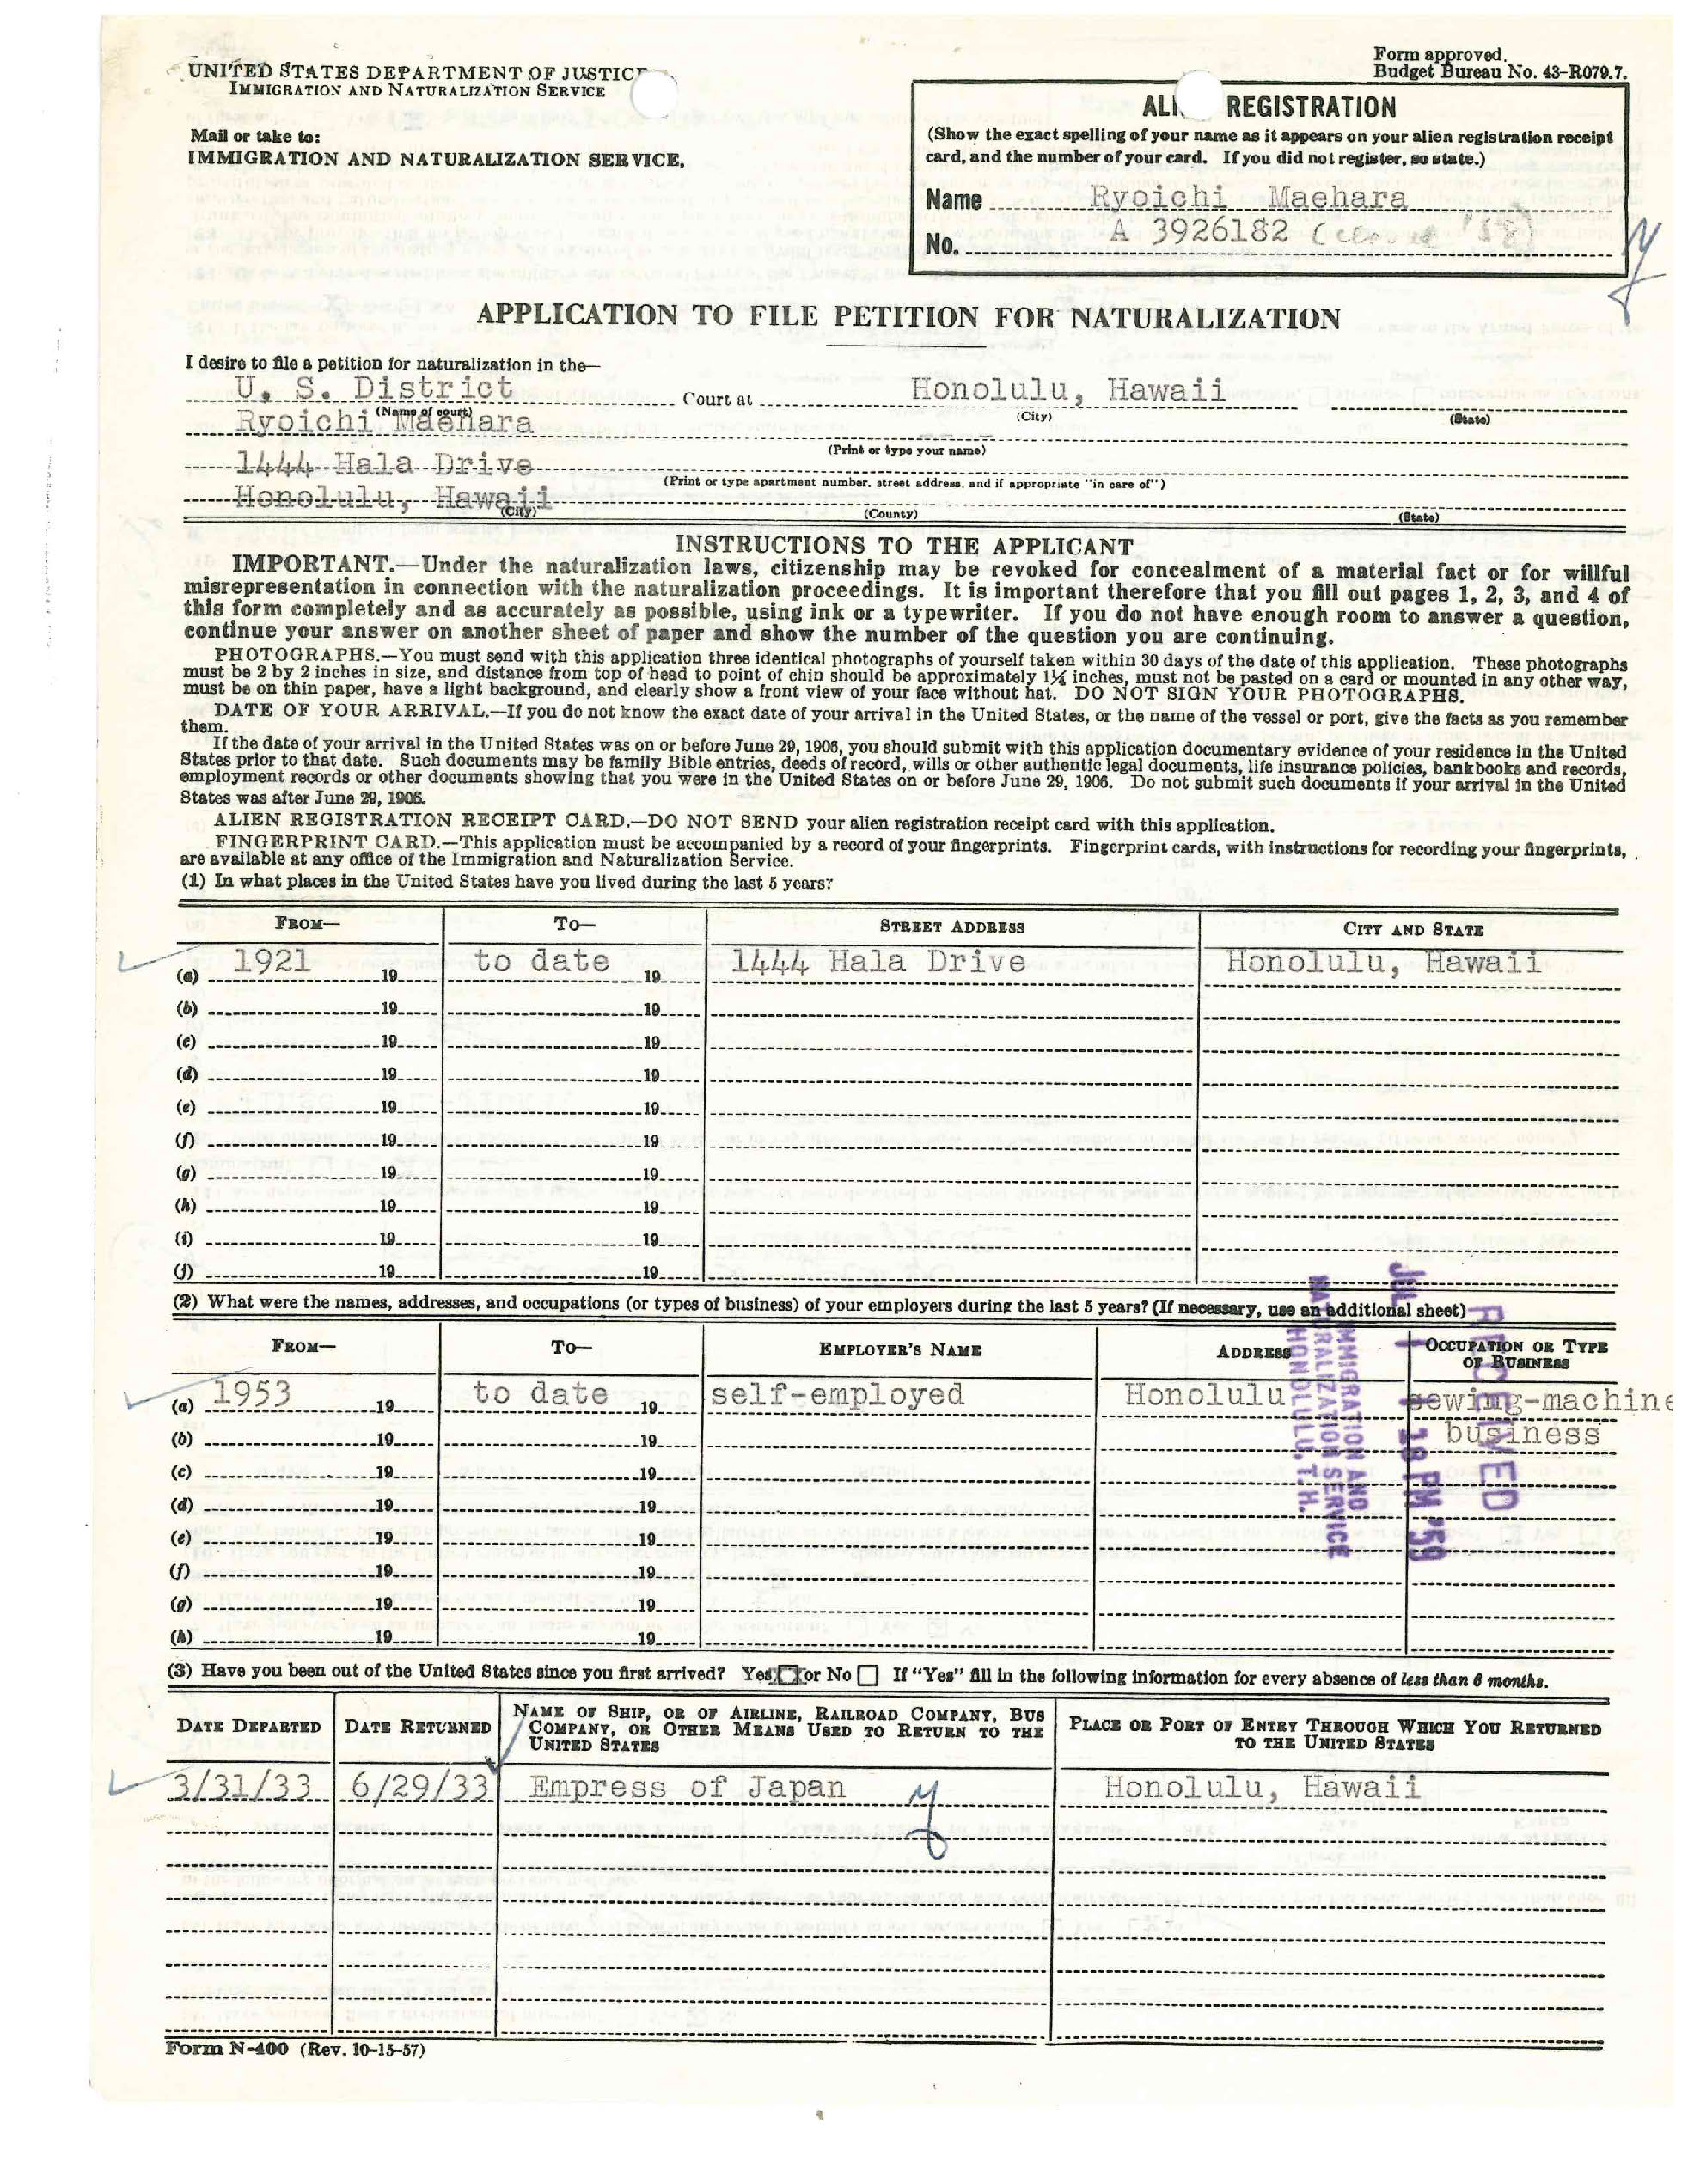 Form approved.
Budget Bureau No. 43-R079.7.
UNITED STATES DEPARTMENT OF JUSTICE
IMMIGRATION AND NATURALIZATION SERVICE
Mail or take to:
IMMIGRATION AND NATURALIZATION SERVICE,
REGISTRATION
(Show the exact spelling of your name as it appears on your alien registration receipt
card, and the number of your card. If you did not register, so state.)
Name Ryoichi Maehara
No. A 3926182
APPLICATION TO FILE PETITION FOR NATURALIZATION
I desire to file a petition for naturalization in the—
U. S. District Court at Honolulu, Hawaii
(Name of court) (City) (State)
Ryoichi Maehara
(Print or type your name)
1444 Hala Drive
(Print or type apartment number, street address, and if appropriate "in care of")
Honolulu, Hawaii
(City) (County) (State)
INSTRUCTIONS TO THE APPLICANT
IMPORTANT.—Under the naturalization laws, citizenship may be revoked for concealment of a material fact or for willful
misrepresentation in connection with the naturalization proceedings. It is important therefore that you fill out pages 1, 2, 3, and 4 of
this form completely and as accurately as possible, using ink or a typewriter. If you do not have enough room to answer a question,
continue your answer on another sheet of paper and show the number of the question you are continuing.
PHOTOGRAPHS.—You must send with this application three identical photographs of yourself taken within 30 days of the date of this application. These photographs
must be 2 by 2 inches in size, and distance from top of head to point of chin should be approximately 1¼ inches, must not be pasted on a card or mounted in any other way,
must be on thin paper, have a light background, and clearly show a front view of your face without hat. DO NOT SIGN YOUR PHOTOGRAPHS.
DATE OF YOUR ARRIVAL.—If you do not know the exact date of your arrival in the United States, or the name of the vessel or port, give the facts as you remember
them.
If the date of your arrival in the United States was on or before June 29, 1906, you should submit with this application documentary evidence of your residence in the United
States prior to that date. Such documents may be family Bible entries, deeds of record, wills or other authentic legal documents, life insurance policies, bankbooks and records,
employment records or other documents showing that you were in the United States on or before June 29, 1906. Do not submit such documents if your arrival in the United
States was after June 29, 1906.
ALIEN REGISTRATION RECEIPT CARD.—DO NOT SEND your alien registration receipt card with this application.
FINGERPRINT CARD.—This application must be accompanied by a record of your fingerprints. Fingerprint cards, with instructions for recording your fingerprints,
are available at any office of the Immigration and Naturalization Service.
(1) In what places in the United States have you lived during the last 5 years?
FROM— TO— STREET ADDRESS CITY AND STATE
(a) 1921 19 to date 19 1444 Hala Drive Honolulu, Hawaii
(b) 19 19
(c) 19 19
(d) 19 19
(e) 19 19
(f) 19 19
(g) 19 19
(h) 19 19
(i) 19 19
(j) 19 19
(2) What were the names, addresses, and occupations (or types of business) of your employers during the last 5 years? (If necessary, use an additional sheet)
FROM— TO— EMPLOYER'S NAME ADDRESS OCCUPATION OR TYPE OF BUSINESS
(a) 1953 19 to date 19 self-employed Honolulu sewing-machine
(b) 19 19 business
(c) 19 19
(d) 19 19
(e) 19 19
(f) 19 19
(g) 19 19
(h) 19 19
RECEIVED
JUL 1 1 18 PM '59
IMMIGRATION AND
NATURALIZATION SERVICE
HONOLULU, T. H.
(3) Have you been out of the United States since you first arrived? Yes or No If "Yes" fill in the following information for every absence of less than 6 months.
DATE DEPARTED DATE RETURNED NAME OF SHIP, OR OF AIRLINE, RAILROAD COMPANY, BUS COMPANY, OR OTHER MEANS USED TO RETURN TO THE UNITED STATES PLACE OR PORT OF ENTRY THROUGH WHICH YOU RETURNED TO THE UNITED STATES
3/31/33 6/29/33 Empress of Japan Honolulu, Hawaii
Form N-400 (Rev. 10-15-57)